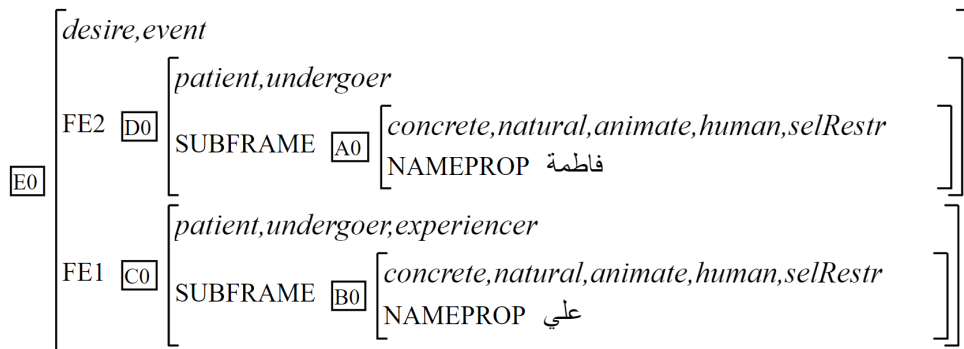 desire,event
patient,undergoer
FE2 D0
SUBFRAME A0
concrete,natural,animate,human,selRestr
NAMEPROP فاطمة
E0
patient,undergoer,experiencer
FE1 C0
SUBFRAME B0
concrete,natural,animate,human,selRestr
NAMEPROP علي